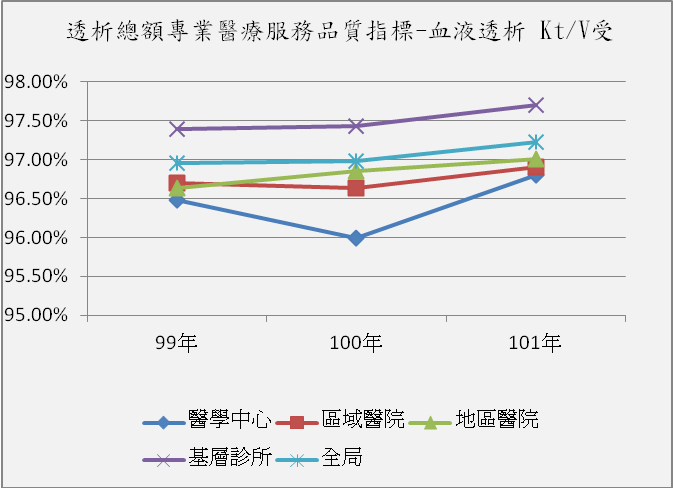 透析總額專業醫療服務品質指標-血液透析 Kt/V受
98.00%
97.50%
97.00%
96.50%
96.00%
95.50%
95.00%
99年 100年 101年
醫學中心 區域醫院 地區醫院
基層診所 全局